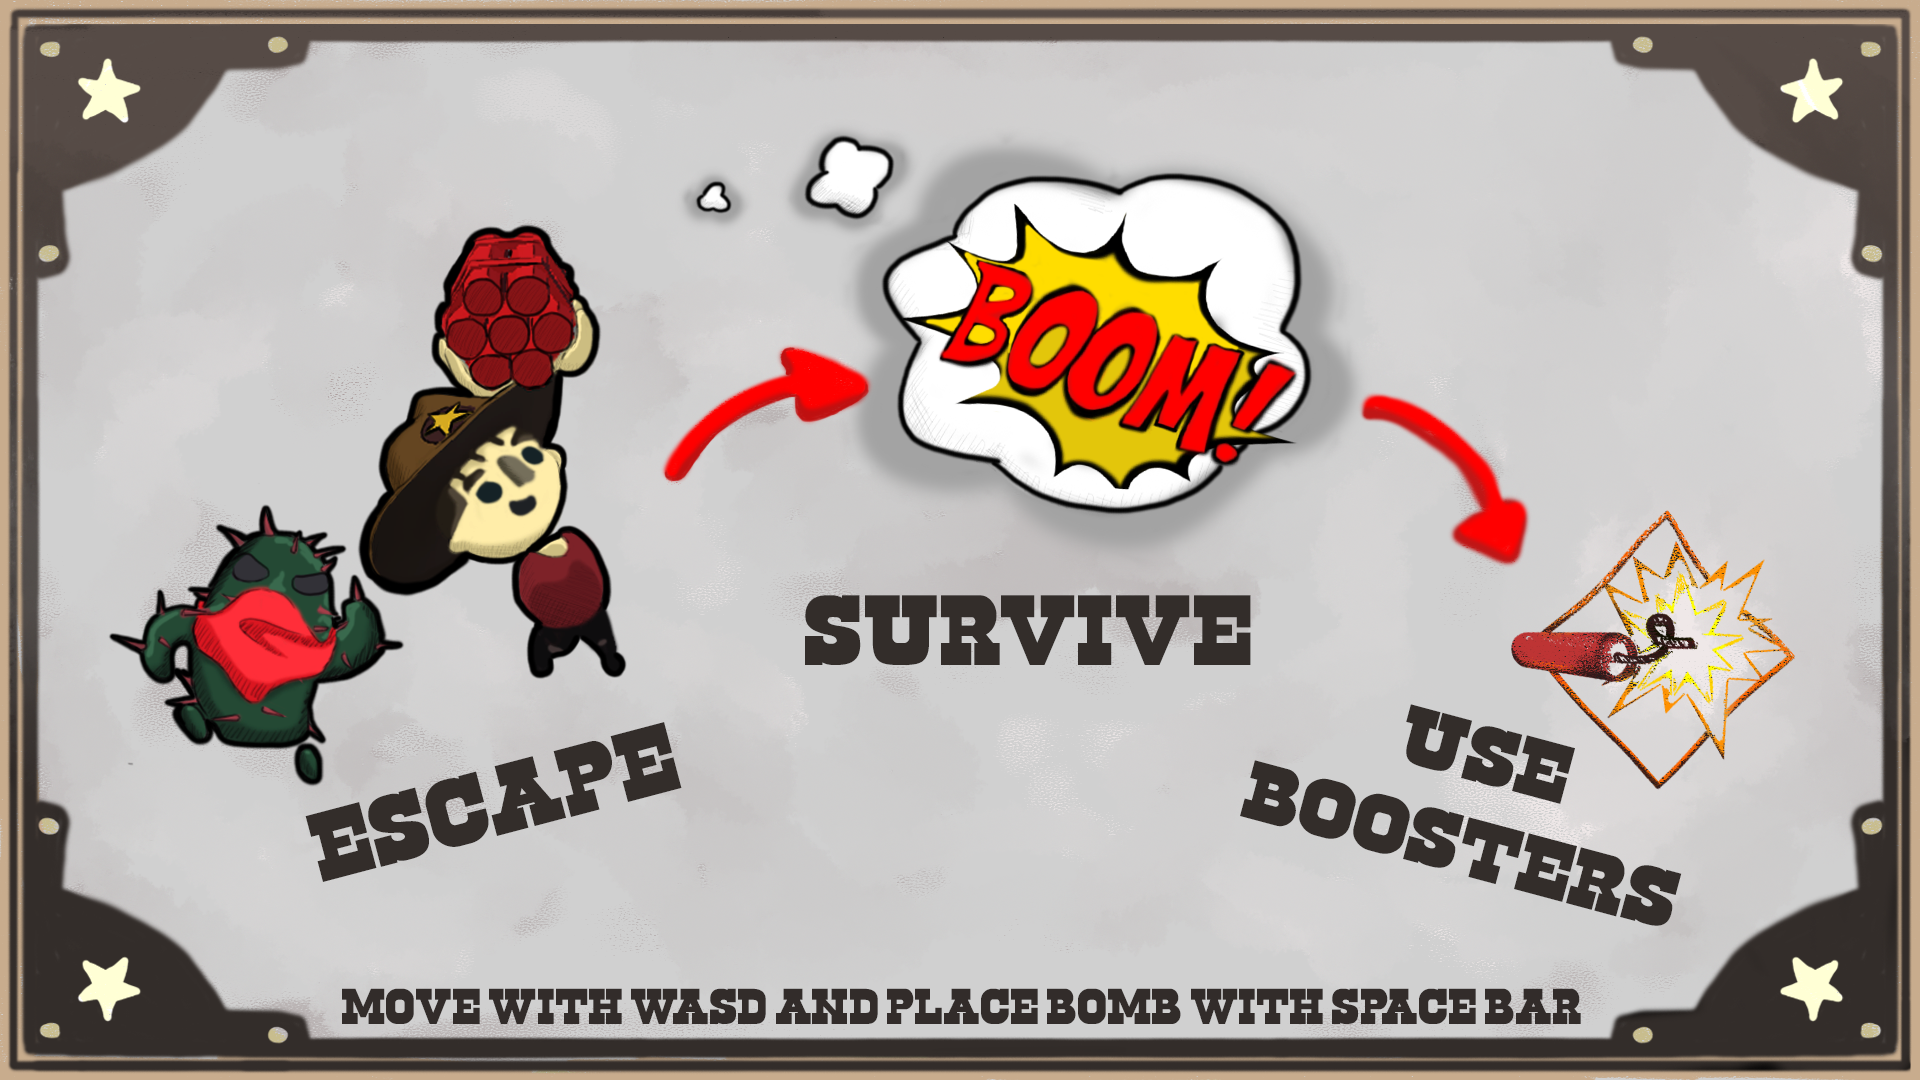 BOOM!
ESCAPE
SURVIVE
USE
BOOSTERS
MOVE WITH WASD AND PLACE BOMB WITH SPACE BAR